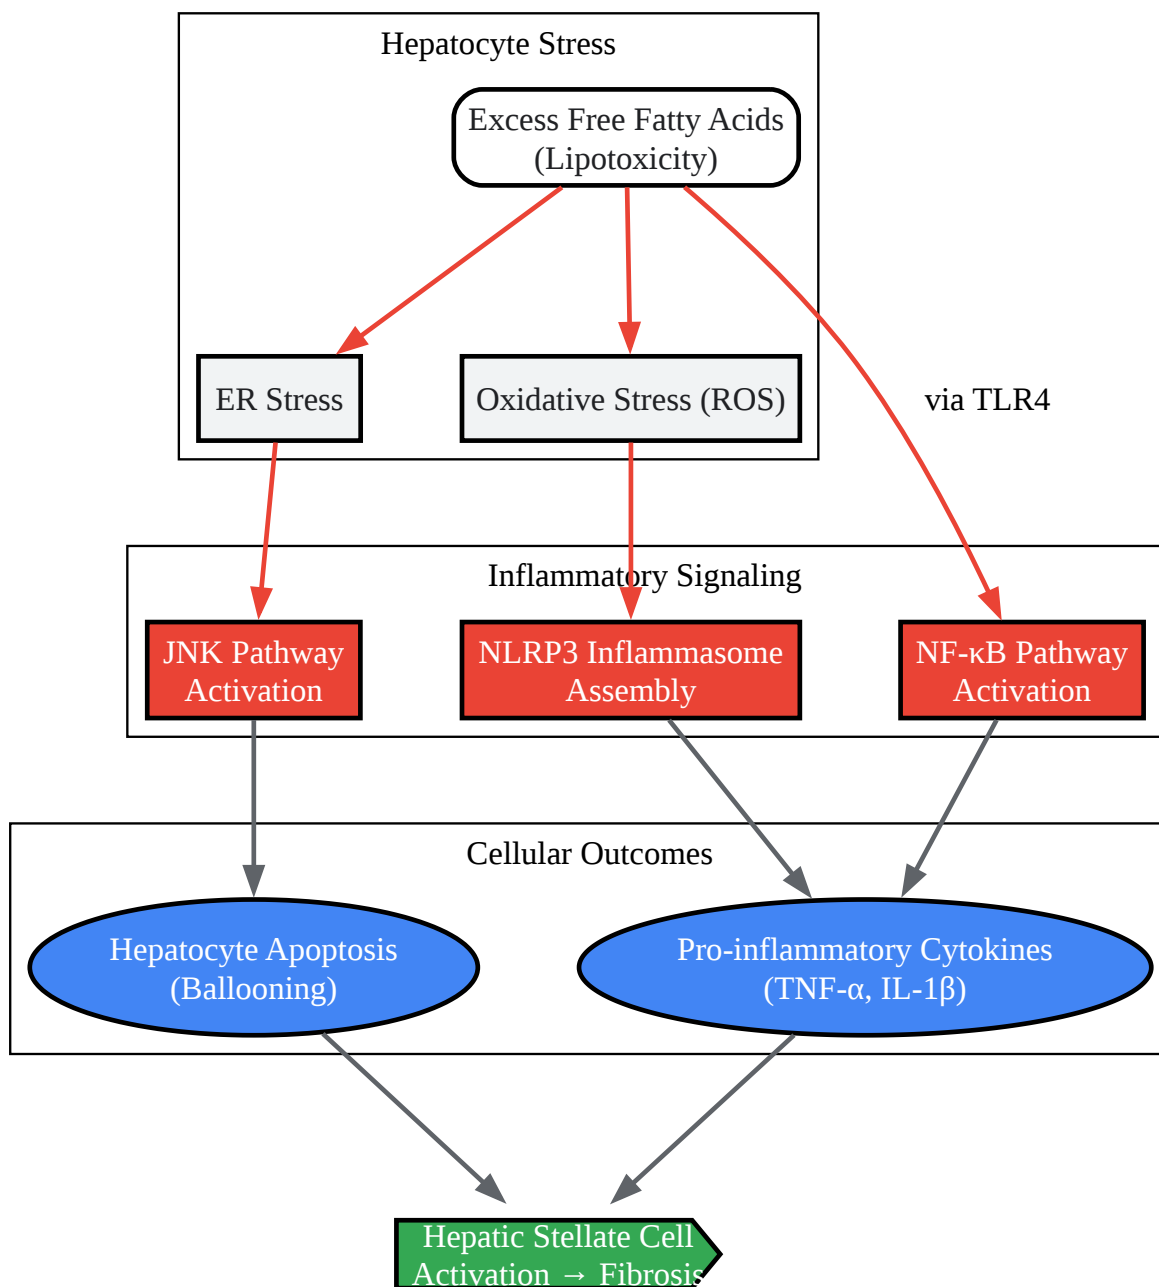 Hepatocyte Stress
Excess Free Fatty Acids
(Lipotoxicity)
ER Stress
Oxidative Stress (ROS)
via TLR4
Inflammatory Signaling
JNK Pathway
Activation
NLRP3 Inflammasome
Assembly
NF-κB Pathway
Activation
Cellular Outcomes
Hepatocyte Apoptosis
(Ballooning)
Pro-inflammatory Cytokines
(TNF-α, IL-1β)
Hepatic Stellate Cell
Activation → Fibrosis